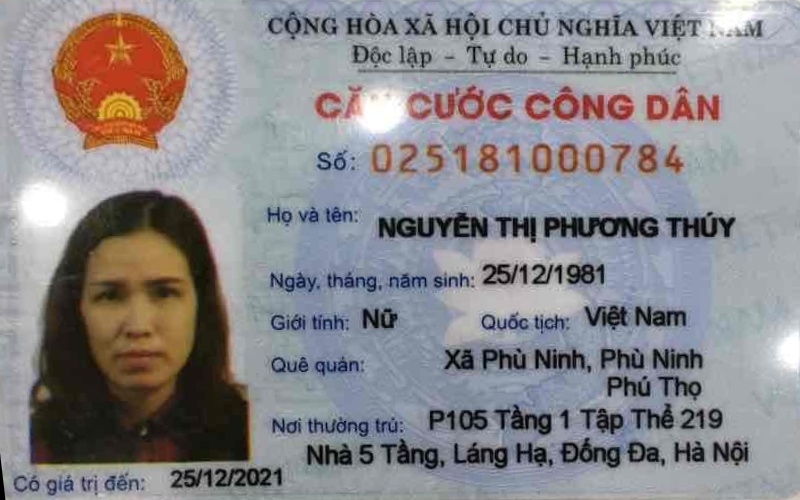 CỘNG HÒA XÃ HỘI CHỦ NGHĨA VIỆT NAM
Độc lập - Tự do - Hạnh phúc
CĂN CƯỚC CÔNG DÂN
Số: 025181000784
Họ và tên: NGUYỄN THỊ PHƯƠNG THÚY
Ngày, tháng, năm sinh: 25/12/1981
Giới tính: Nữ Quốc tịch: Việt Nam
Quê quán: Xã Phù Ninh, Phù Ninh
Phú Thọ
Nơi thường trú: P105 Tầng 1 Tập Thể 219
Nhà 5 Tầng, Láng Hạ, Đống Đa, Hà Nội
Có giá trị đến: 25/12/2021